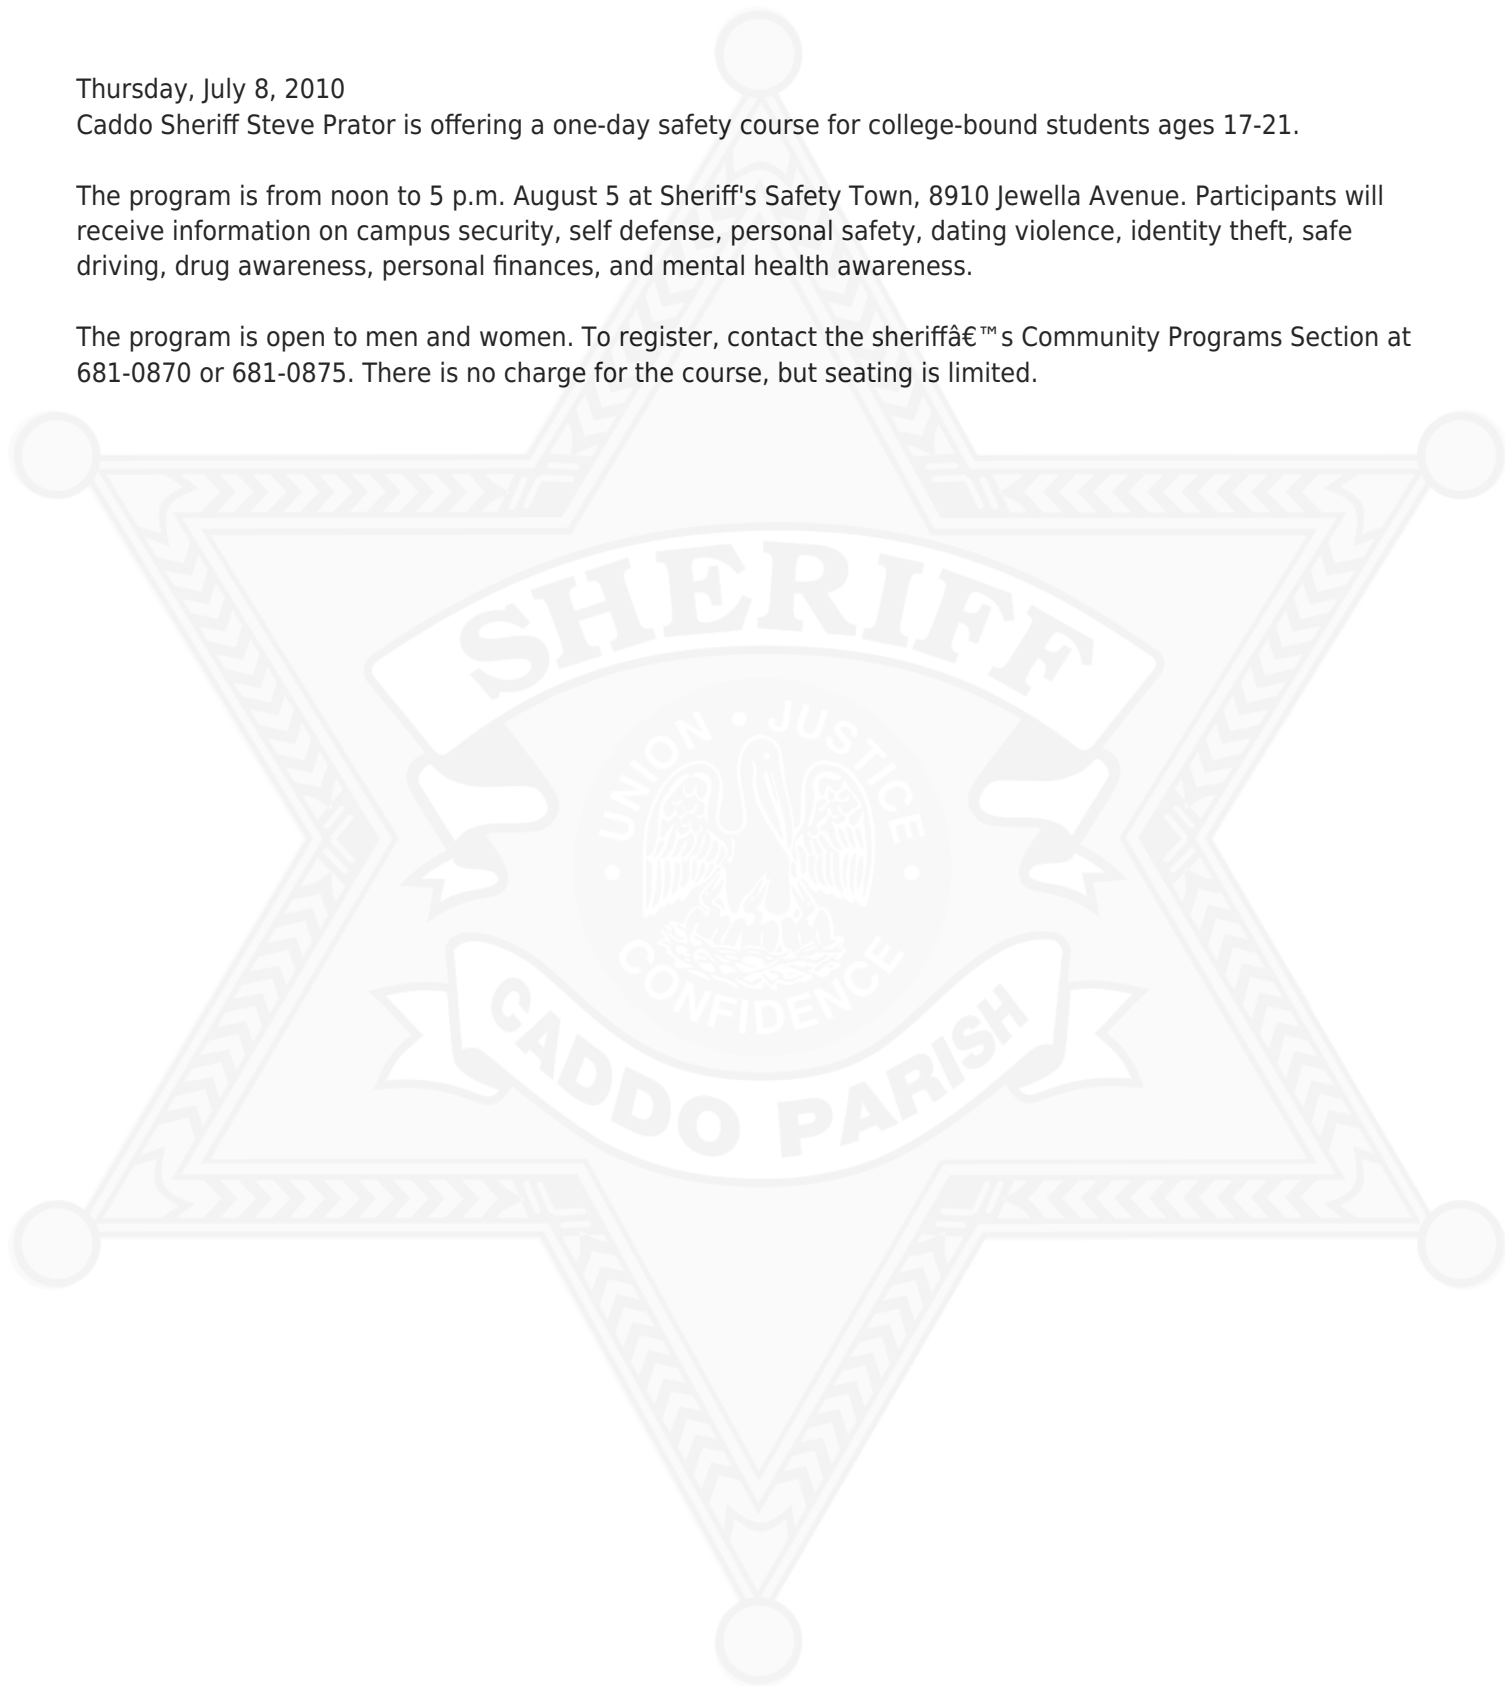 Thursday, July 8, 2010
Caddo Sheriff Steve Prator is offering a one-day safety course for college-bound students ages 17-21.
The program is from noon to 5 p.m. August 5 at Sheriff's Safety Town, 8910 Jewella Avenue. Participants will
receive information on campus security, self defense, personal safety, dating violence, identity theft, safe
driving, drug awareness, personal finances, and mental health awareness.
The program is open to men and women. To register, contact the sheriffâ€™s Community Programs Section at
681-0870 or 681-0875. There is no charge for the course, but seating is limited.
SHERIFF
UNION • JUSTICE
• CONFIDENCE •
CADDO PARISH